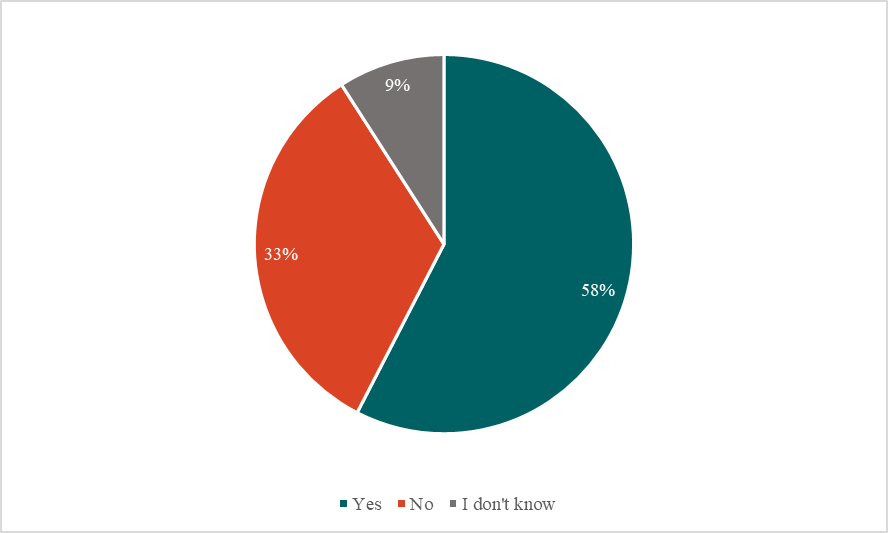 9%
33%
58%
Yes No I don't know